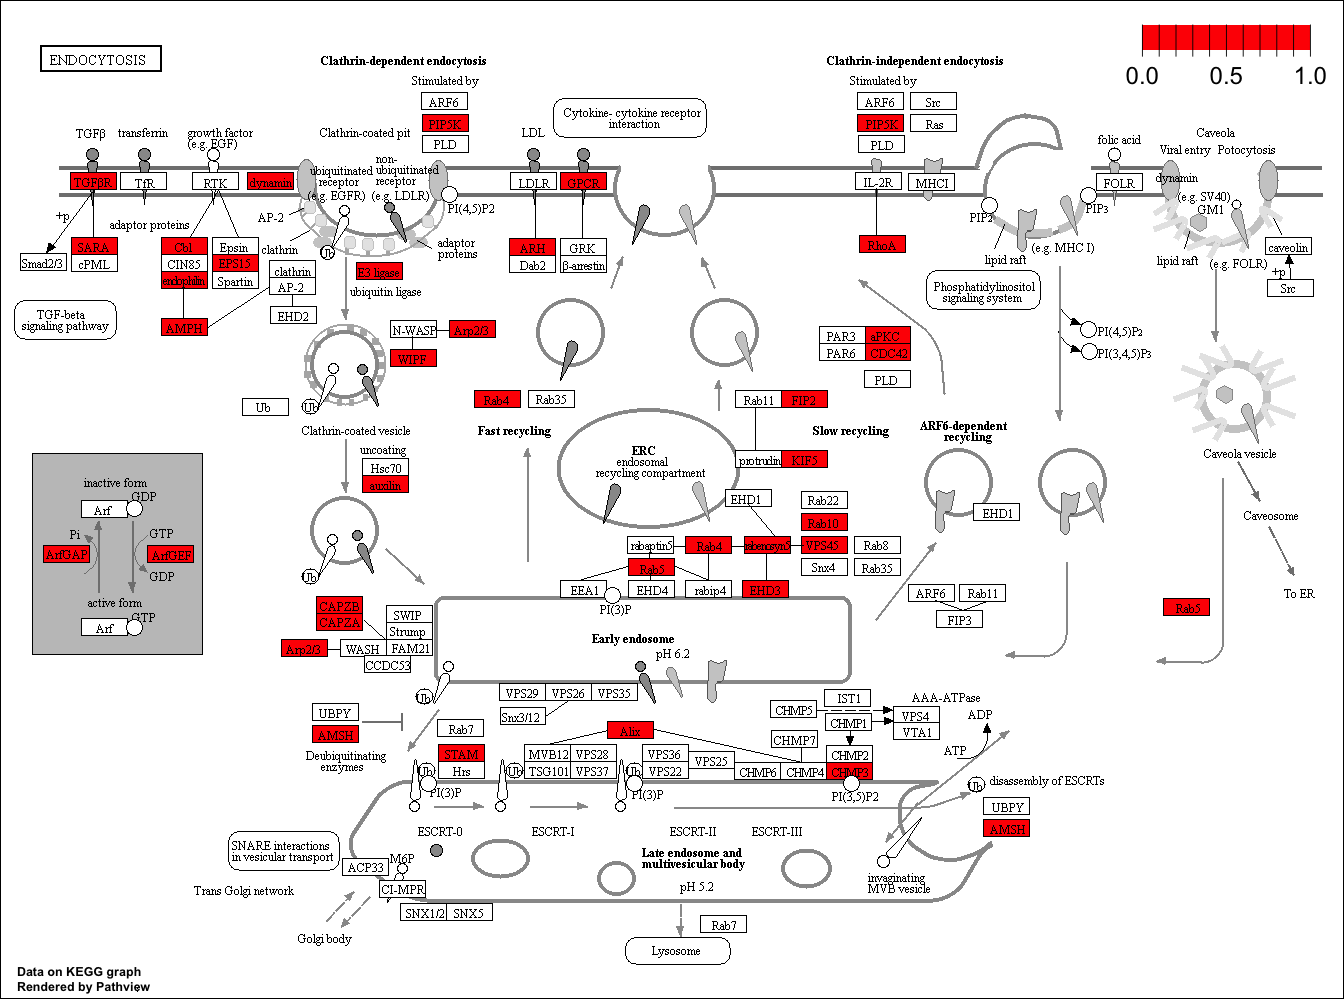 ENDOCYTOSIS
Clathrin-dependent endocytosis
Stimulated by
ARF6
PIP5K
PLD
Clathrin-independent endocytosis
Stimulated by
ARF6
Src
PIP5K
Ras
PLD
0.0
0.5
1.0
Cytokine- cytokine receptor
interaction
TGFβ
transferrin
growth factor
(e.g. EGF)
Clathrin-coated pit
LDL
folic acid
Caveola
Viral entry
Potocytosis
TGFβR
TfR
RTK
dynamin
ubiquitinated
receptor
(e.g. EGFR)
non-
ubiquitinated
receptor
(e.g. LDLR)
PI(4,5)P2
LDLR
GPCR
IL-2R
MHCI
FOLR
dynamin
(e.g. SV40)
GM1
PIP2
PIP3
+p
adaptor proteins
AP-2
clathrin
Ub
adaptor
proteins
Smad2/3
SARA
cPML
Cbl
CIN85
endophilin
Epsin
EPS15
Spartin
AMPH
clathrin
AP-2
EHD2
E3 ligase
ubiquitin ligase
ARH
Dab2
GRK
β-arrestin
RhoA
lipid raft
(e.g. MHC I)
lipid raft
(e.g. FOLR)
caveolin
+p
Src
TGF-beta
signaling pathway
Phosphatidylinositol
signaling system
N-WASP
Arp2/3
WIPF
PAR3
aPKC
PAR6
CDC42
PLD
PI(4,5)P2
PI(3,4,5)P3
Ub
Ub
Clathrin-coated vesicle
uncoating
Hsc70
auxilin
Rab4
Rab35
Fast recycling
Rab11
FIP2
Slow recycling
protrudin
KIF5
ARF6-dependent
recycling
ERC
endosomal
recycling compartment
Caveola vesicle
Caveosome
To ER
inactive form
GDP
Arf
Pi
GTP
ArfGAP
ArfGEF
GDP
active form
GTP
Arf
EHD1
Rab22
Rab10
rabaptin5
Rab4
rabenosyn5
VPS45
Rab8
Rab5
Snx4
Rab35
EEA1
EHD4
rabip4
EHD3
PI(3)P
EHD1
ARF6
Rab11
FIP3
Rab5
Ub
CAPZB
CAPZA
SWIP
Strump
Arp2/3
WASH
FAM21
CCDC53
Early endosome
pH 6.2
Ub
VPS29
VPS26
VPS35
Snx3/12
UBPY
AMSH
Deubiquitinating
enzymes
Rab7
STAM
Hrs
Alix
MVB12
VPS28
TSG101
VPS37
VPS36
VPS22
VPS25
CHMP5
IST1
CHMP1
CHMP7
CHMP2
CHMP6
CHMP4
CHMP3
AAA-ATPase
VPS4
VTA1
ADP
ATP
Ub
Ub
Ub
Ub
disassembly of ESCRTs
UBPY
AMSH
PI(3)P
PI(3)P
PI(3,5)P2
ESCRT-0
ESCRT-I
ESCRT-II
ESCRT-III
SNARE interactions
in vesicular transport
Late endosome and
multivesicular body
pH 5.2
invaginating
MVB vesicle
ACP33
M6P
CI-MPR
Trans Golgi network
SNX1/2
SNX5
Golgi body
Rab7
Lysosome
Data on KEGG graph
Rendered by Pathview